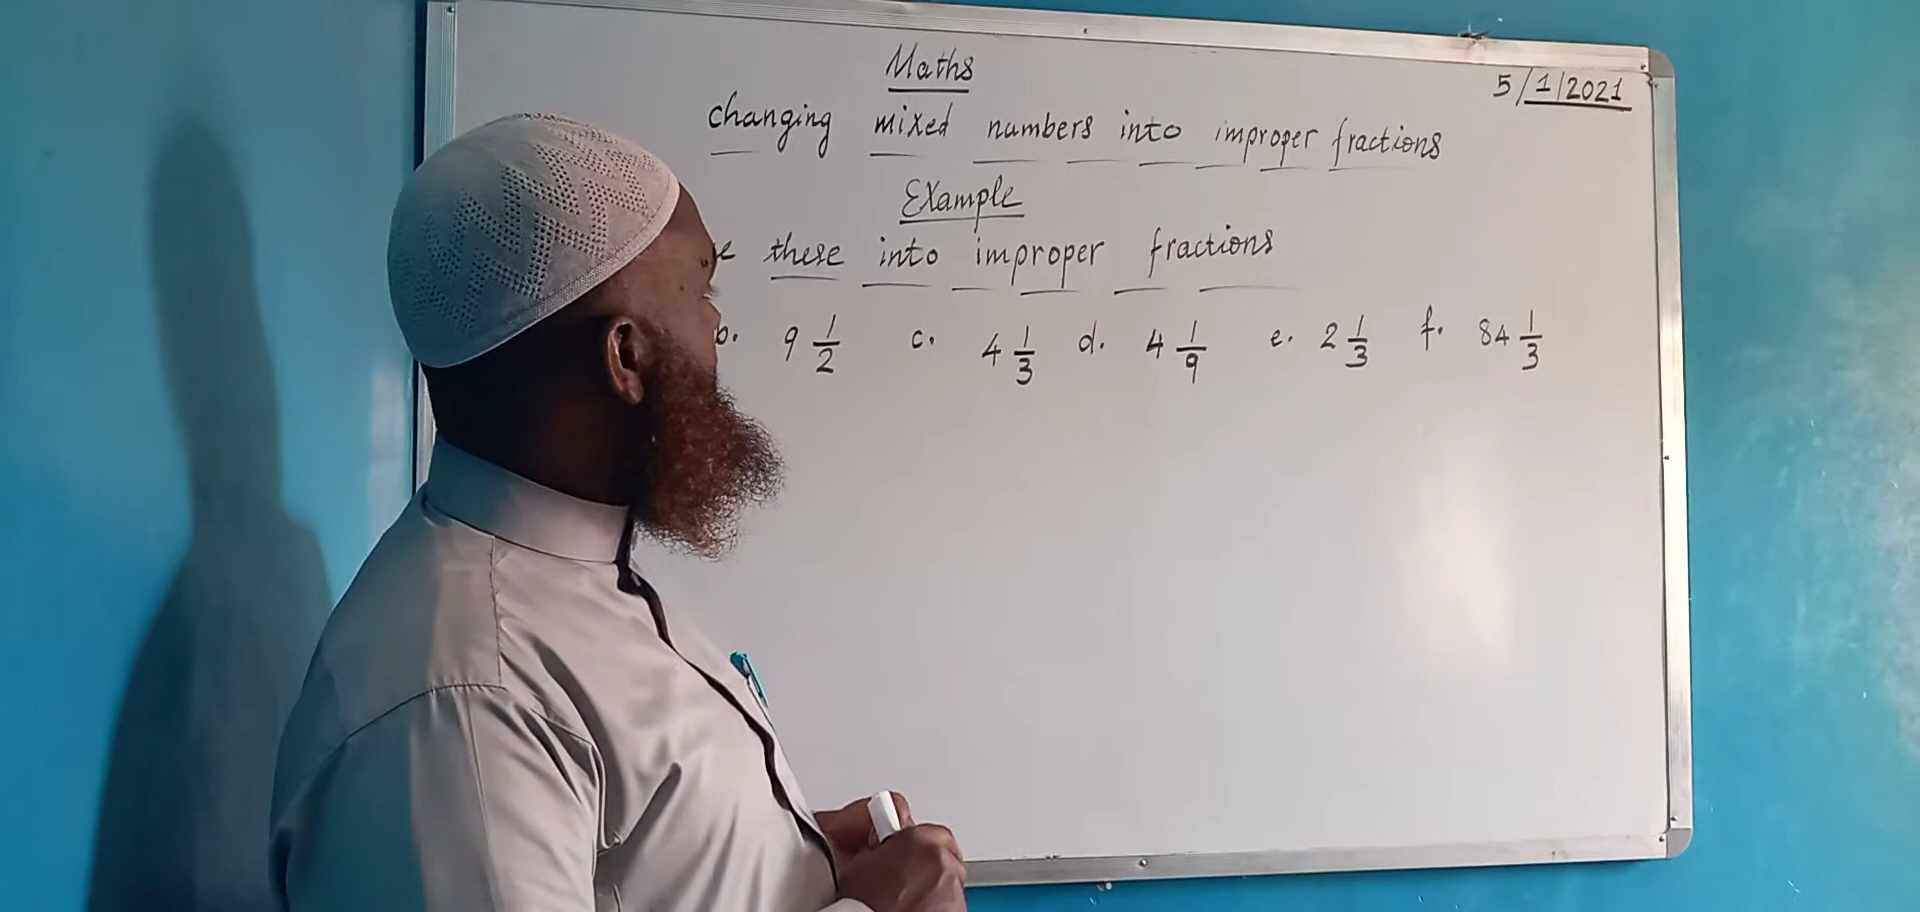 Maths
5/1/2021
changing mixed numbers into improper fractions
Example
these into improper fractions
b. 9 1/2 c. 4 1/3 d. 4 1/9 e. 2 1/3 f. 84 1/3